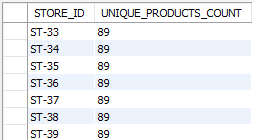 STORE_ID UNIQUE_PRODUCTS_COUNT
ST-33 89
ST-34 89
ST-35 89
ST-36 89
ST-37 89
ST-38 89
ST-39 89